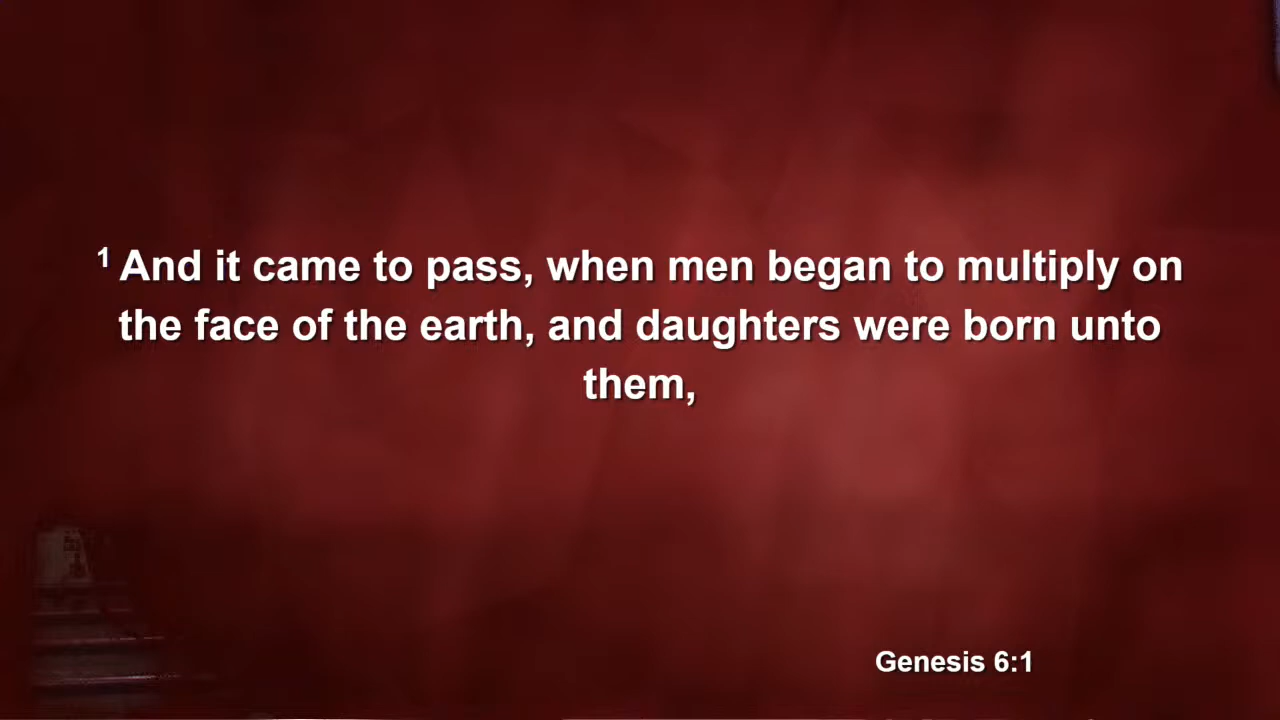 1 And it came to pass, when men began to multiply on
the face of the earth, and daughters were born unto
them,
Genesis 6:1